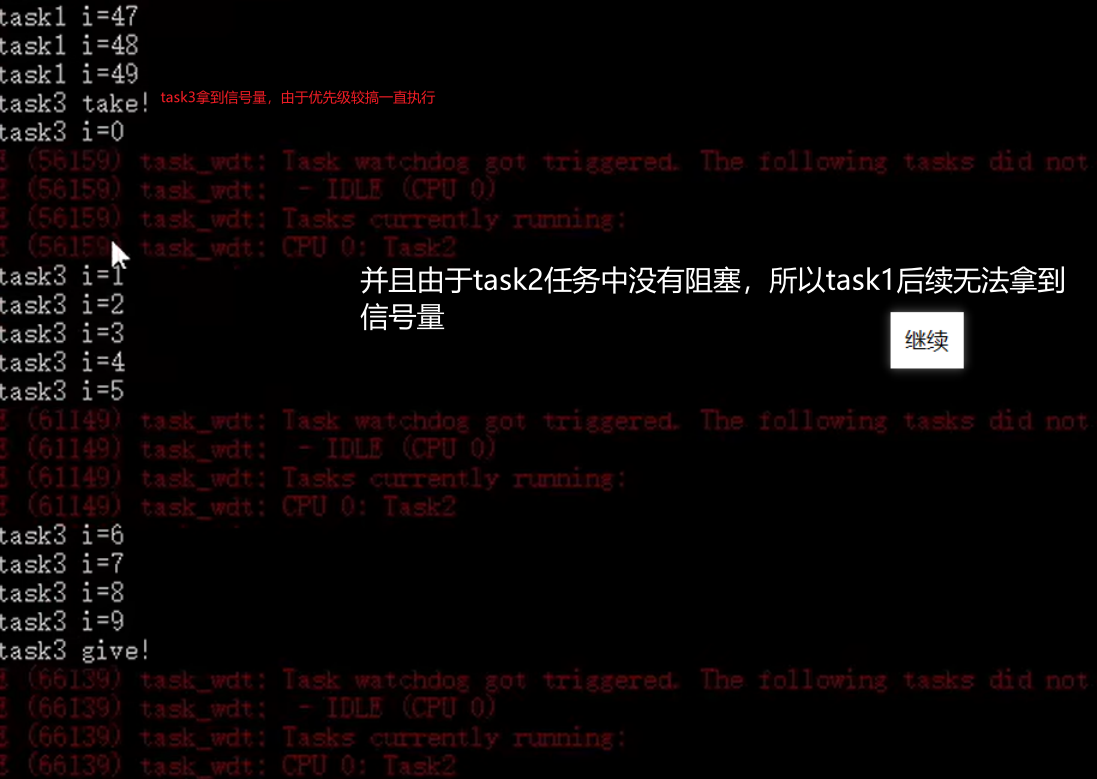 task1 i=47
task1 i=48
task1 i=49
task3 take! task3拿到信号量，由于优先级较搞一直执行
task3 i=0
E (56159) task_wdt: Task watchdog got triggered. The following tasks did not
E (56159) task_wdt:  - IDLE (CPU 0)
E (56159) task_wdt: Tasks currently running:
E (56159) task_wdt: CPU 0: Task2
task3 i=1
并且由于task2任务中没有阻塞，所以task1后续无法拿到
信号量
继续
task3 i=2
task3 i=3
task3 i=4
task3 i=5
E (61149) task_wdt: Task watchdog got triggered. The following tasks did not
E (61149) task_wdt:  - IDLE (CPU 0)
E (61149) task_wdt: Tasks currently running:
E (61149) task_wdt: CPU 0: Task2
task3 i=6
task3 i=7
task3 i=8
task3 i=9
task3 give!
E (66139) task_wdt: Task watchdog got triggered. The following tasks did not
E (66139) task_wdt:  - IDLE (CPU 0)
E (66139) task_wdt: Tasks currently running:
E (66139) task_wdt: CPU 0: Task2